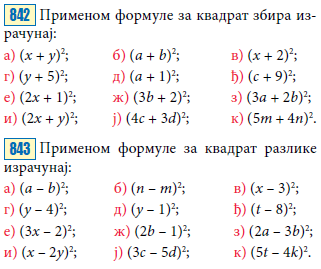 842 Применом формуле за квадрат збира из-
рачунај:
а) (x + y)²; б) (a + b)²; в) (x + 2)²;
г) (y + 5)²; д) (a + 1)²; ђ) (c + 9)²;
е) (2x + 1)²; ж) (3b + 2)²; з) (3a + 2b)²;
и) (2x + y)²; ј) (4c + 3d)²; к) (5m + 4n)².
843 Применом формуле за квадрат разлике
израчунај:
а) (a – b)²; б) (n – m)²; в) (x – 3)²;
г) (y – 4)²; д) (y – 1)²; ђ) (t – 8)²;
е) (3x – 2)²; ж) (2b – 1)²; з) (2a – 3b)²;
и) (x – 2y)²; ј) (3c – 5d)²; к) (5t – 4k)².